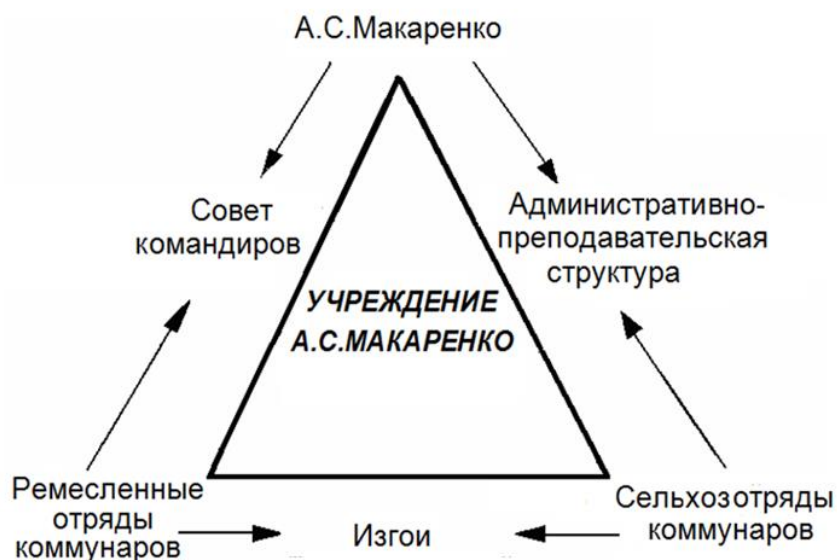 А.С.Макаренко
Совет
командиров
Административно-
преподавательская
структура
УЧРЕЖДЕНИЕ
А.С.МАКАРЕНКО
Ремесленные
отряды
коммунаров
Изгои
Сельхозотряды
коммунаров